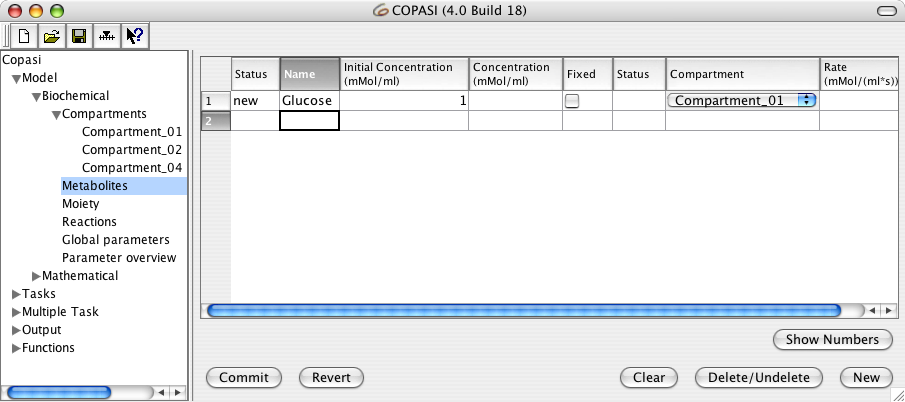 COPASI (4.0 Build 18)
Copasi
Model
Biochemical
Compartments
Compartment_01
Compartment_02
Compartment_04
Metabolites
Moiety
Reactions
Global parameters
Parameter overview
Mathematical
Tasks
Multiple Task
Output
Functions
Status Name Initial Concentration (mMol/ml) Concentration (mMol/ml) Fixed Status Compartment Rate (mMol/(ml*s))
1 new Glucose 1 Compartment_01
2
Show Numbers
Commit Revert Clear Delete/Undelete New